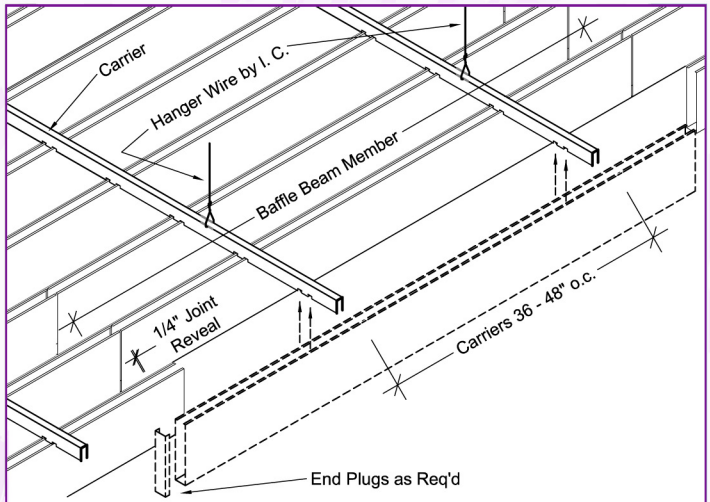 Carrier
Hanger Wire by I. C.
Baffle Beam Member
1/4" Joint
Reveal
Carriers 36 - 48" o.c.
End Plugs as Req'd